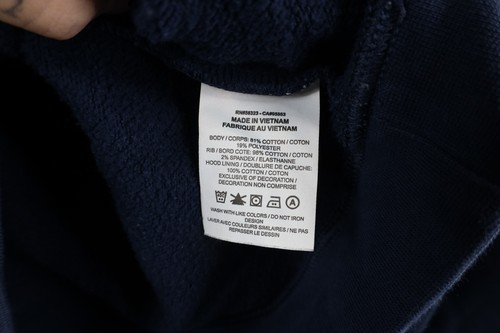 MADE IN VIETNAM
FABRIQUE AU VIETNAM
BODY / CORPS: 81% COTTON / COTON
19% POLYESTER
RIB / BORD COTE: 98% COTTON / COTON
2% SPANDEX / ELASTHANNE
HOOD LINING / DOUBLURE DE CAPUCHE:
100% COTTON / COTON
EXCLUSIVE OF DECORATION /
DECORATION NON COMPRISE
WASH WITH LIKE COLORS / DO NOT IRON
DESIGN
LAVER AVEC COULEURS SIMILAIRES / NE PAS
REPASSER LE DESSIN